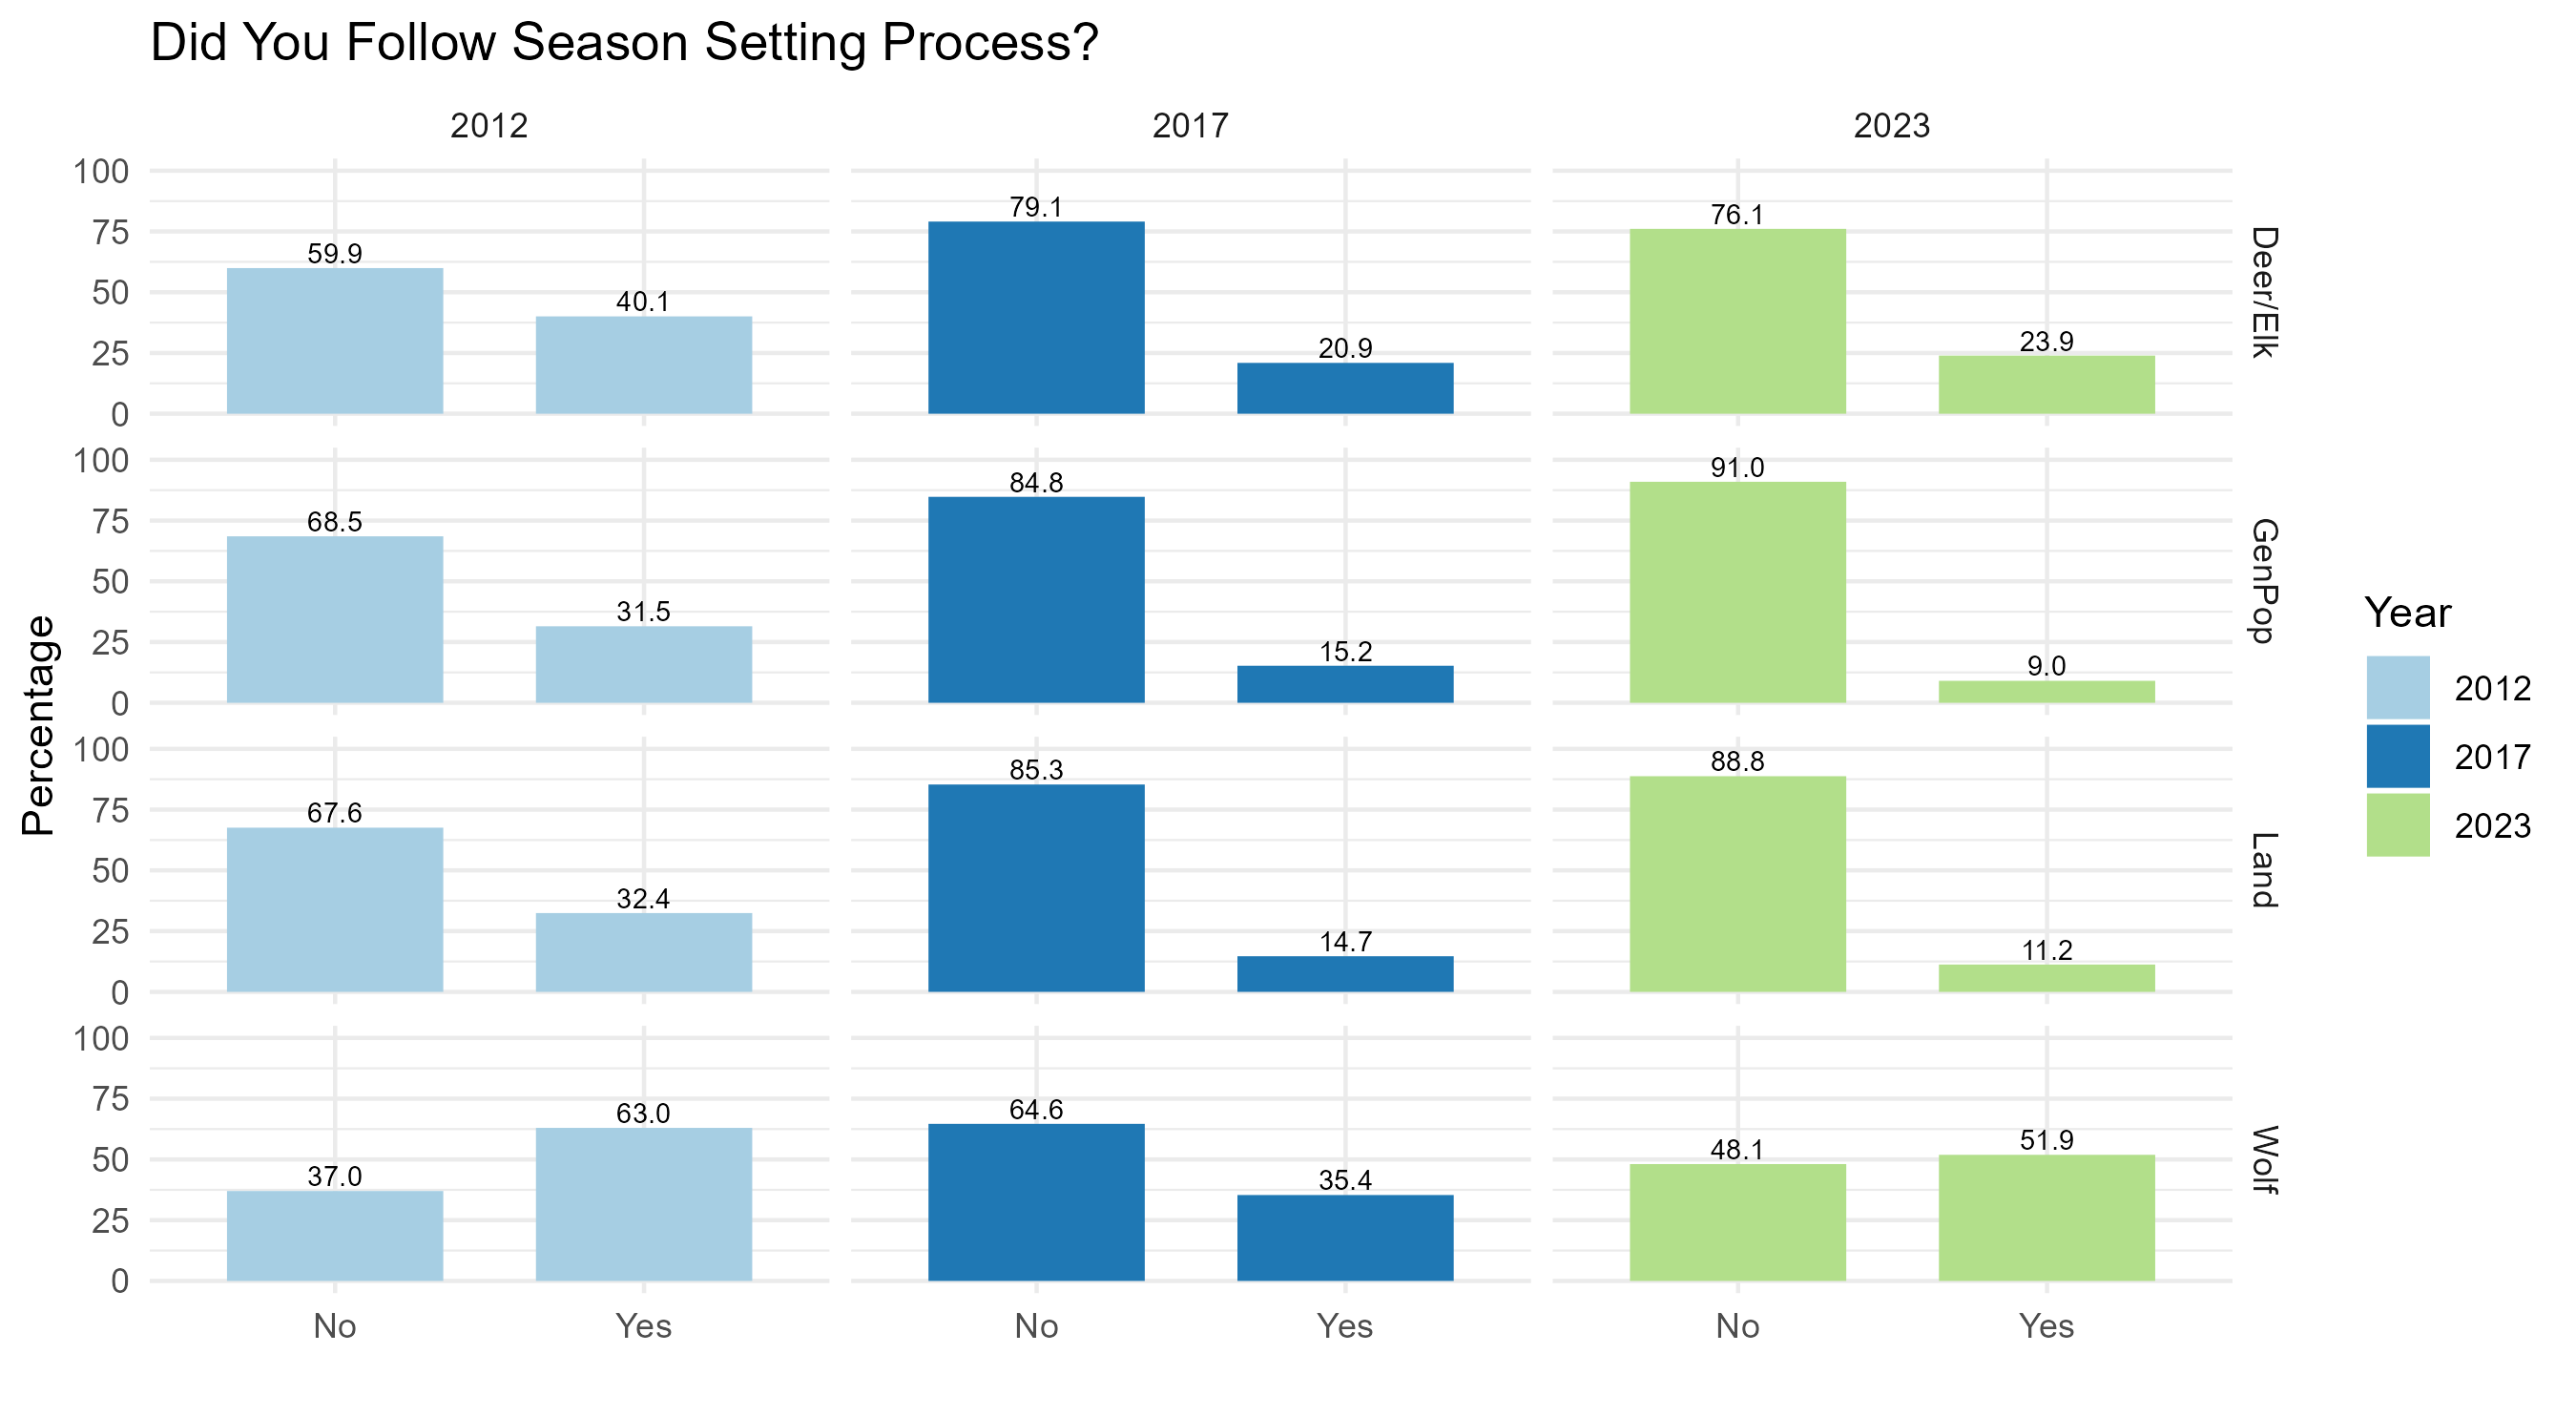 Did You Follow Season Setting Process?
2012 2017 2023
Percentage
100
75
50
25
0
59.9 40.1 79.1 20.9 76.1 23.9
Deer/Elk
100
75
50
25
0
68.5 31.5 84.8 15.2 91.0 9.0
GenPop
100
75
50
25
0
67.6 32.4 85.3 14.7 88.8 11.2
Land
100
75
50
25
0
37.0 63.0 64.6 35.4 48.1 51.9
Wolf
No Yes No Yes No Yes
Year
2012
2017
2023